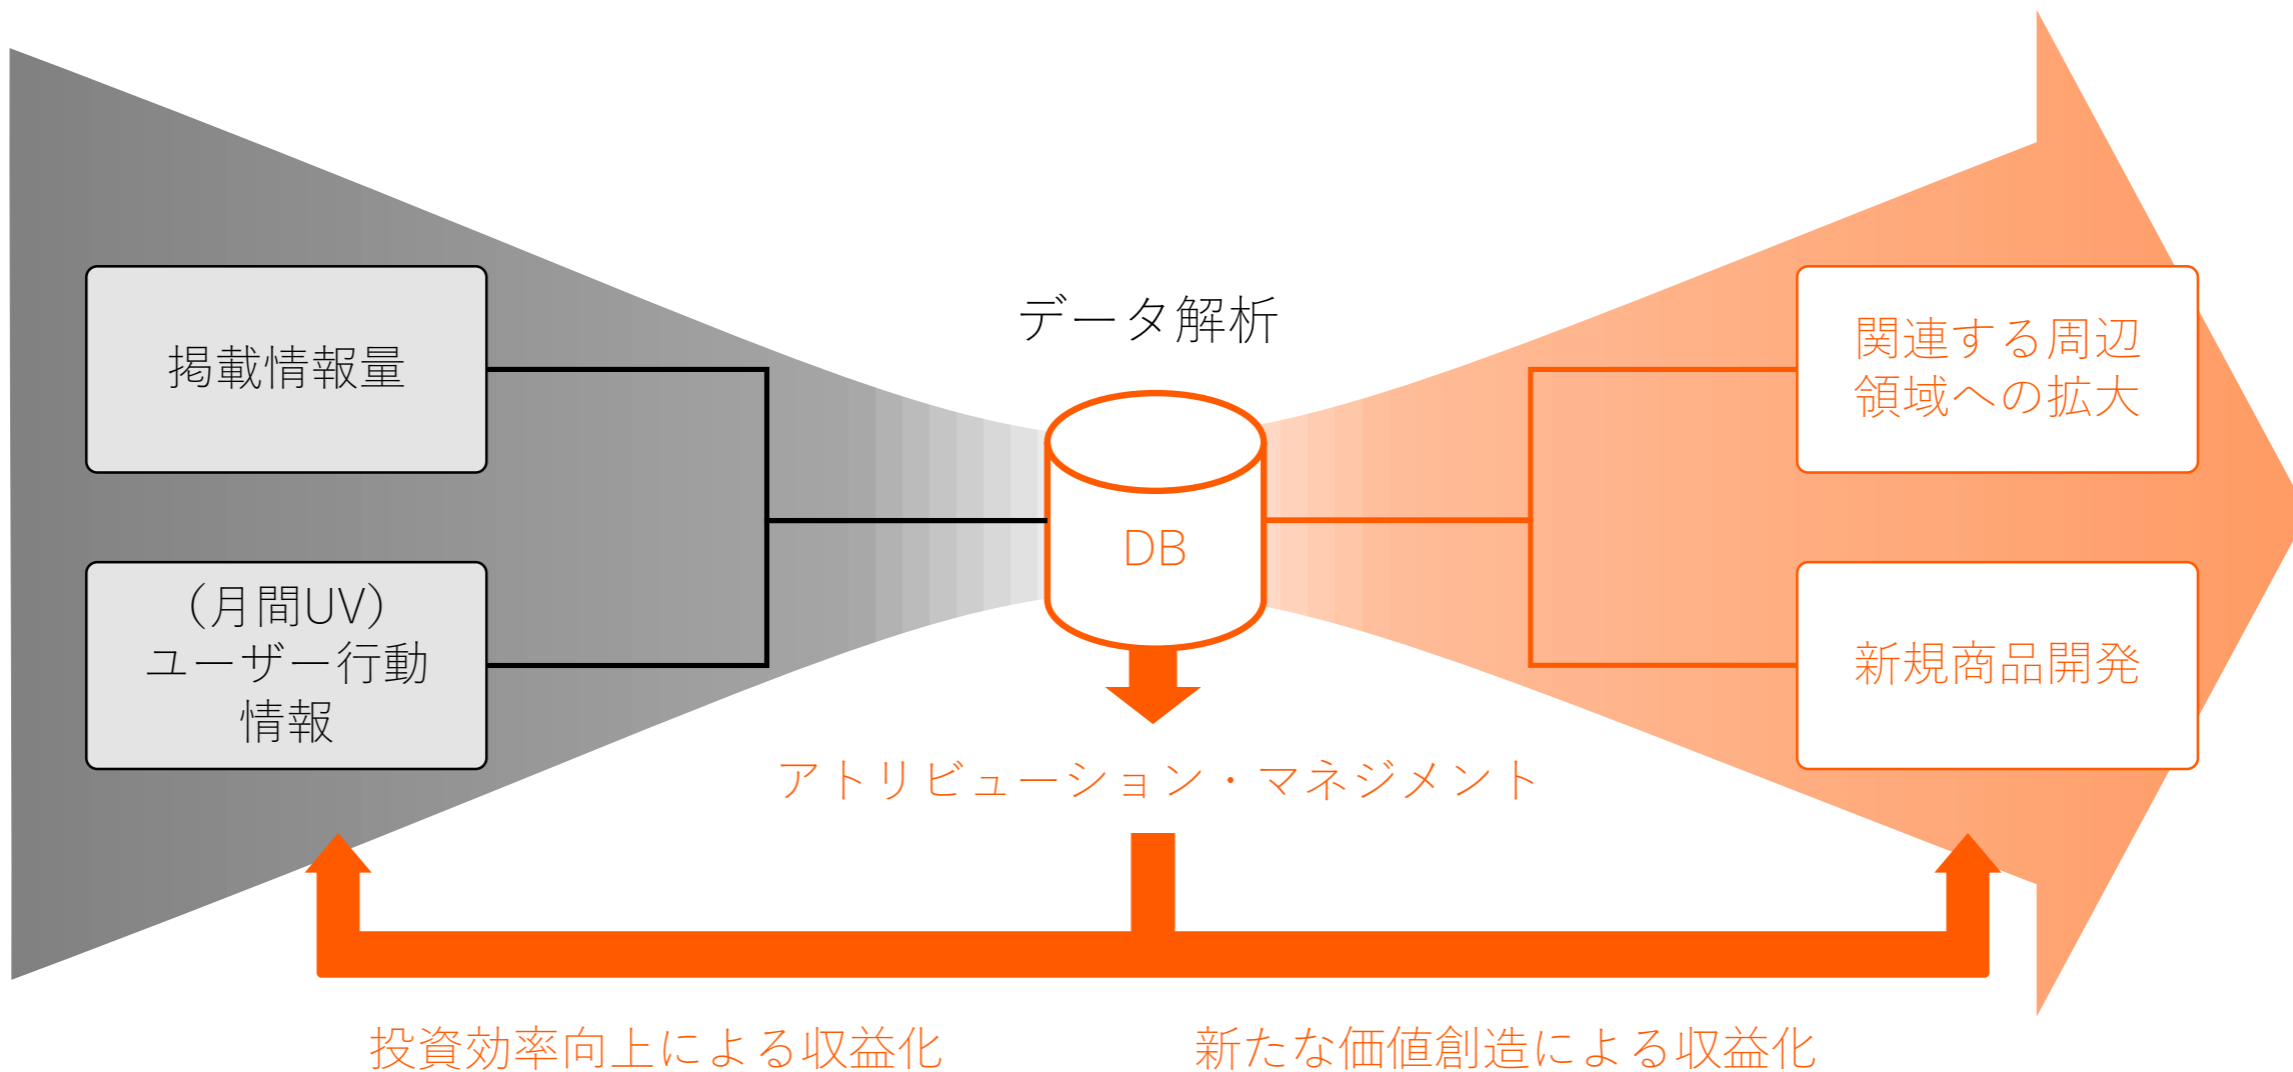 データ解析
掲載情報量
（月間UV）
ユーザー行動
情報
DB
関連する周辺
領域への拡大
新規商品開発
アトリビューション・マネジメント
投資効率向上による収益化
新たな価値創造による収益化